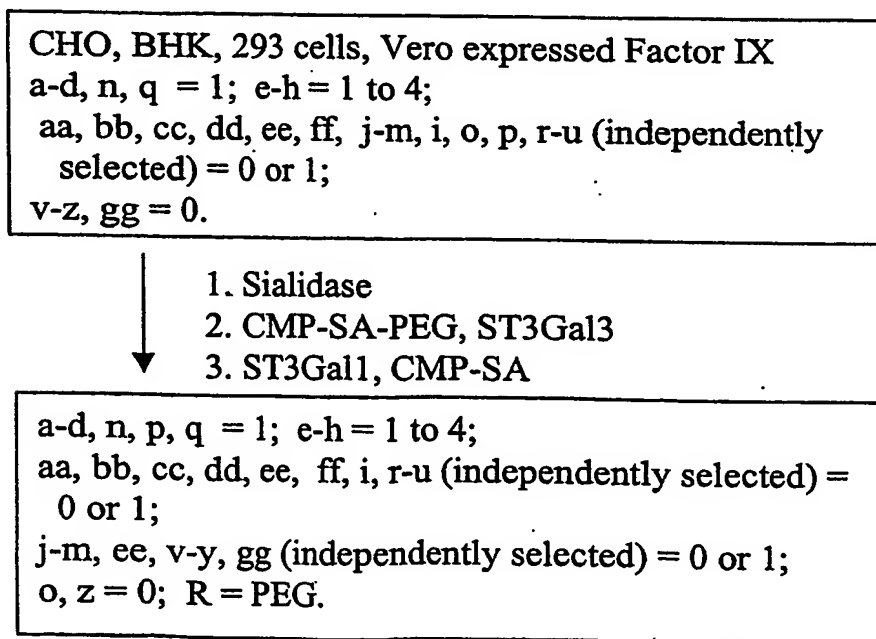 CHO, BHK, 293 cells, Vero expressed Factor IX
a-d, n, q = 1; e-h = 1 to 4;
aa, bb, cc, dd, ee, ff, j-m, i, o, p, r-u (independently
selected) = 0 or 1;
v-z, gg = 0.
1. Sialidase
2. CMP-SA-PEG, ST3Gal3
3. ST3Gal1, CMP-SA
a-d, n, p, q = 1; e-h = 1 to 4;
aa, bb, cc, dd, ee, ff, i, r-u (independently selected) =
0 or 1;
j-m, ee, v-y, gg (independently selected) = 0 or 1;
o, z = 0; R = PEG.